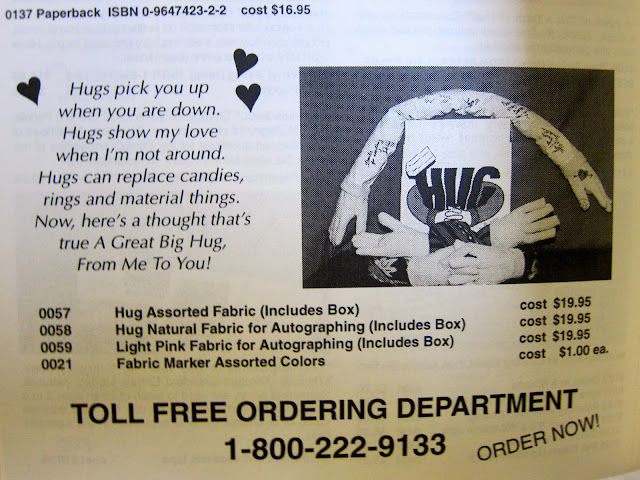 0137 Paperback ISBN 0-9647423-2-2 cost $16.95
Hugs pick you up
when you are down.
Hugs show my love
when I'm not around.
Hugs can replace candies,
rings and material things.
Now, here's a thought that's
true A Great Big Hug,
From Me To You!
HUG
0057 Hug Assorted Fabric (Includes Box) cost $19.95
0058 Hug Natural Fabric for Autographing (Includes Box) cost $19.95
0059 Light Pink Fabric for Autographing (Includes Box) cost $19.95
0021 Fabric Marker Assorted Colors cost $1.00 ea.
TOLL FREE ORDERING DEPARTMENT
1-800-222-9133
ORDER NOW!